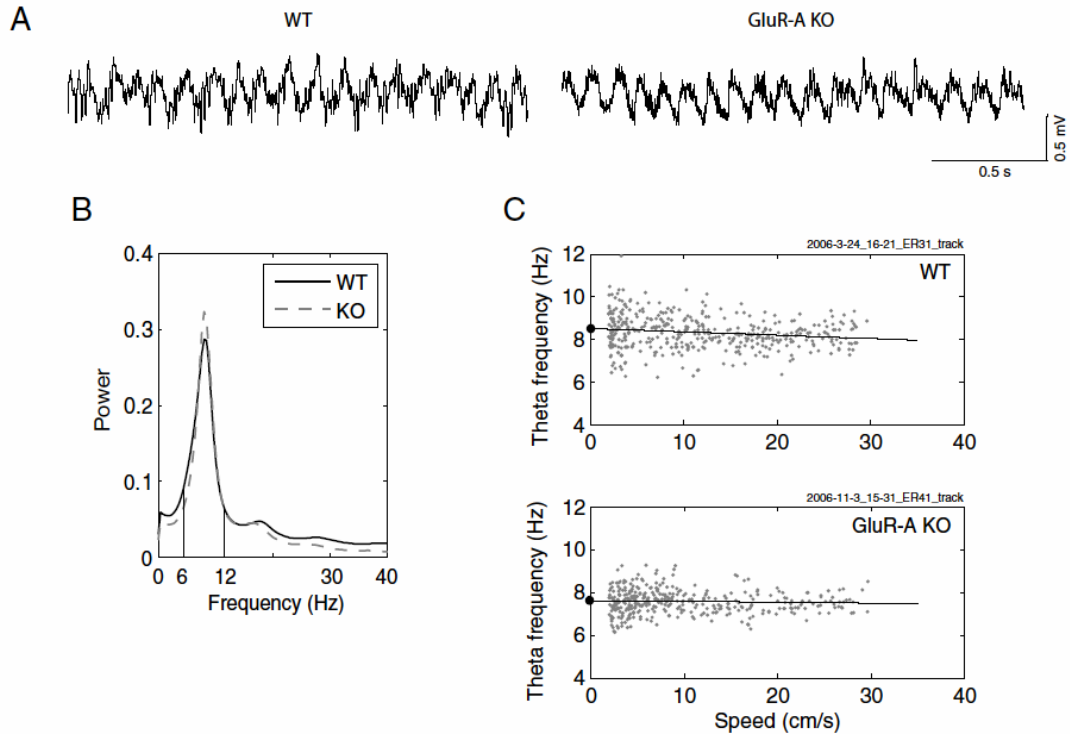 A
WT
GluR-A KO
0.5 mV
0.5 s
B
0.4
0.3
0.2
0.1
0
Power
WT
KO
0 6 12 30 40
Frequency (Hz)
C
2006-3-24_16-21_ER31_track
WT
12
10
8
6
4
Theta frequency (Hz)
0 10 20 30 40
2006-11-3_15-31_ER41_track
GluR-A KO
12
10
8
6
4
Theta frequency (Hz)
0 10 20 30 40
Speed (cm/s)